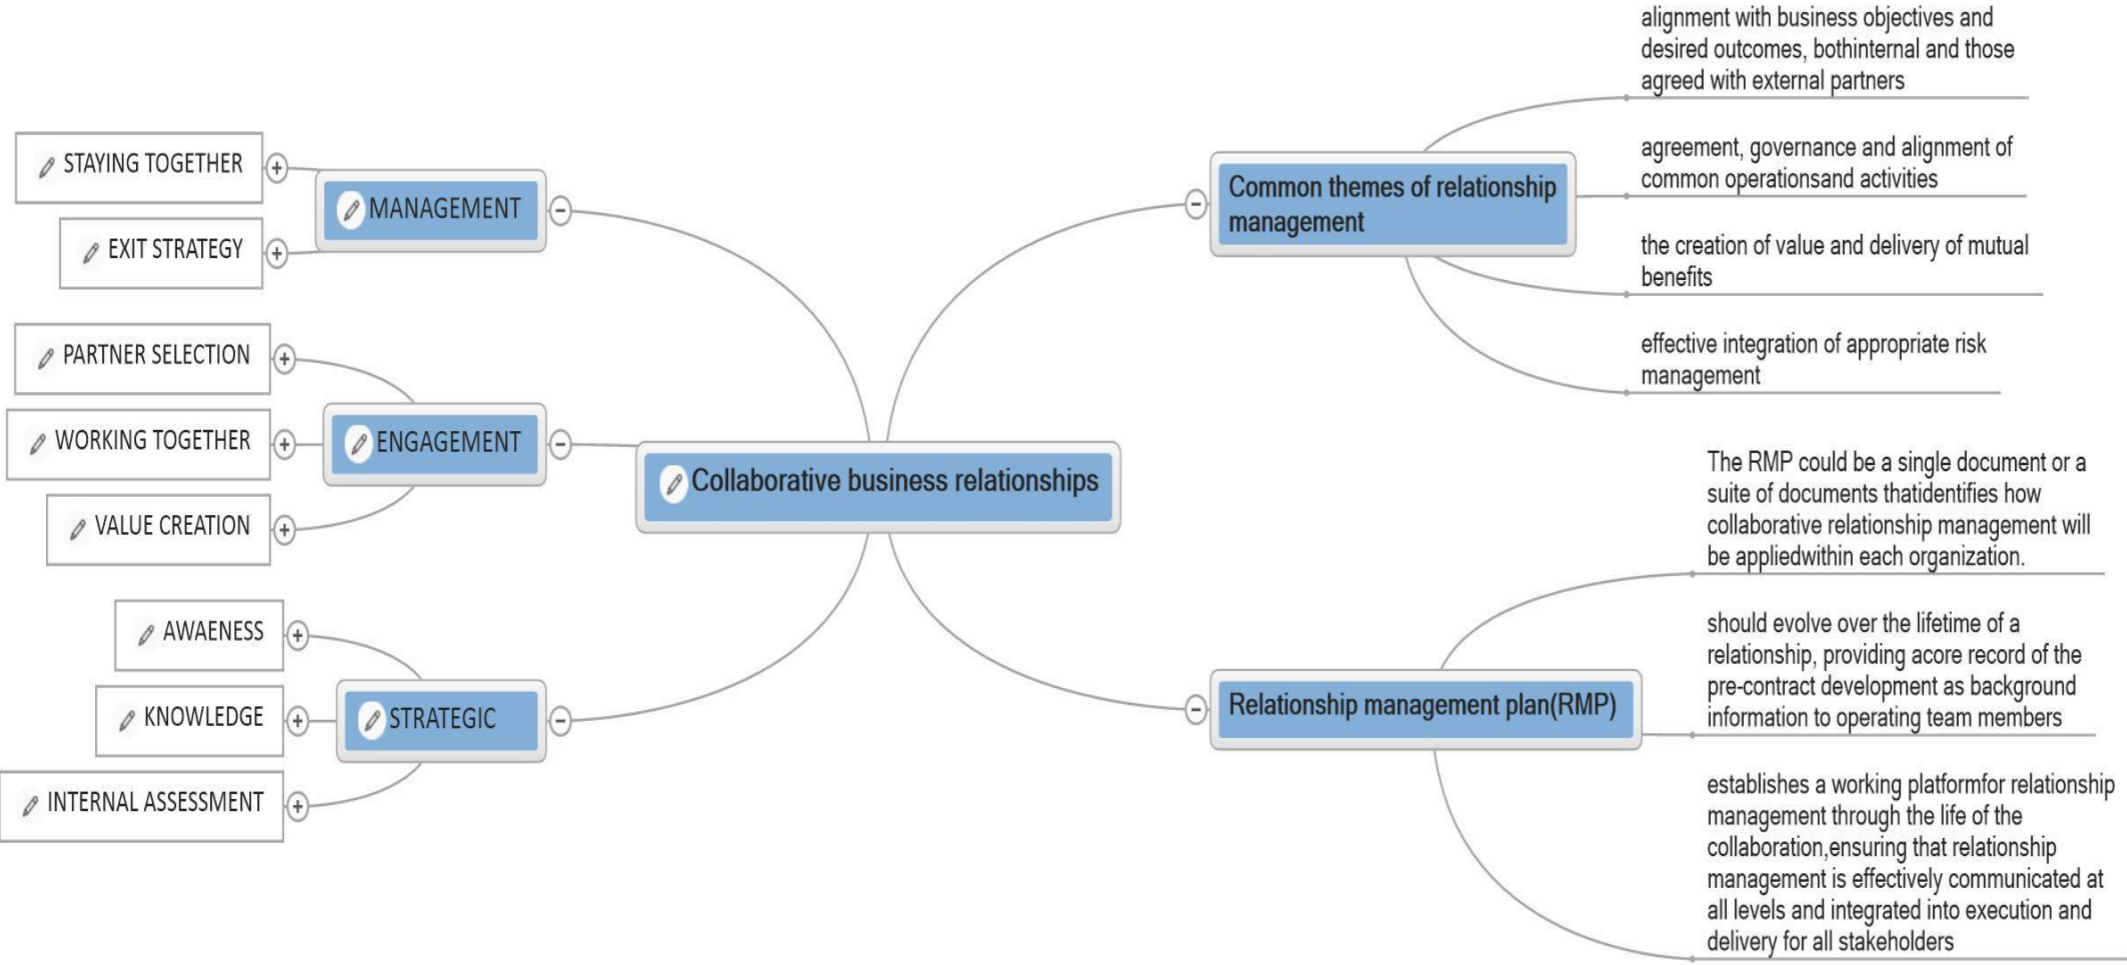 STAYING TOGETHER
EXIT STRATEGY
MANAGEMENT
PARTNER SELECTION
WORKING TOGETHER
VALUE CREATION
ENGAGEMENT
AWAENESS
KNOWLEDGE
INTERNAL ASSESSMENT
STRATEGIC
Collaborative business relationships
Common themes of relationship
management
alignment with business objectives and
desired outcomes, bothinternal and those
agreed with external partners
agreement, governance and alignment of
common operationsand activities
the creation of value and delivery of mutual
benefits
effective integration of appropriate risk
management
Relationship management plan(RMP)
The RMP could be a single document or a
suite of documents thatidentifies how
collaborative relationship management will
be appliedwithin each organization.
should evolve over the lifetime of a
relationship, providing acore record of the
pre-contract development as background
information to operating team members
establishes a working platformfor relationship
management through the life of the
collaboration,ensuring that relationship
management is effectively communicated at
all levels and integrated into execution and
delivery for all stakeholders